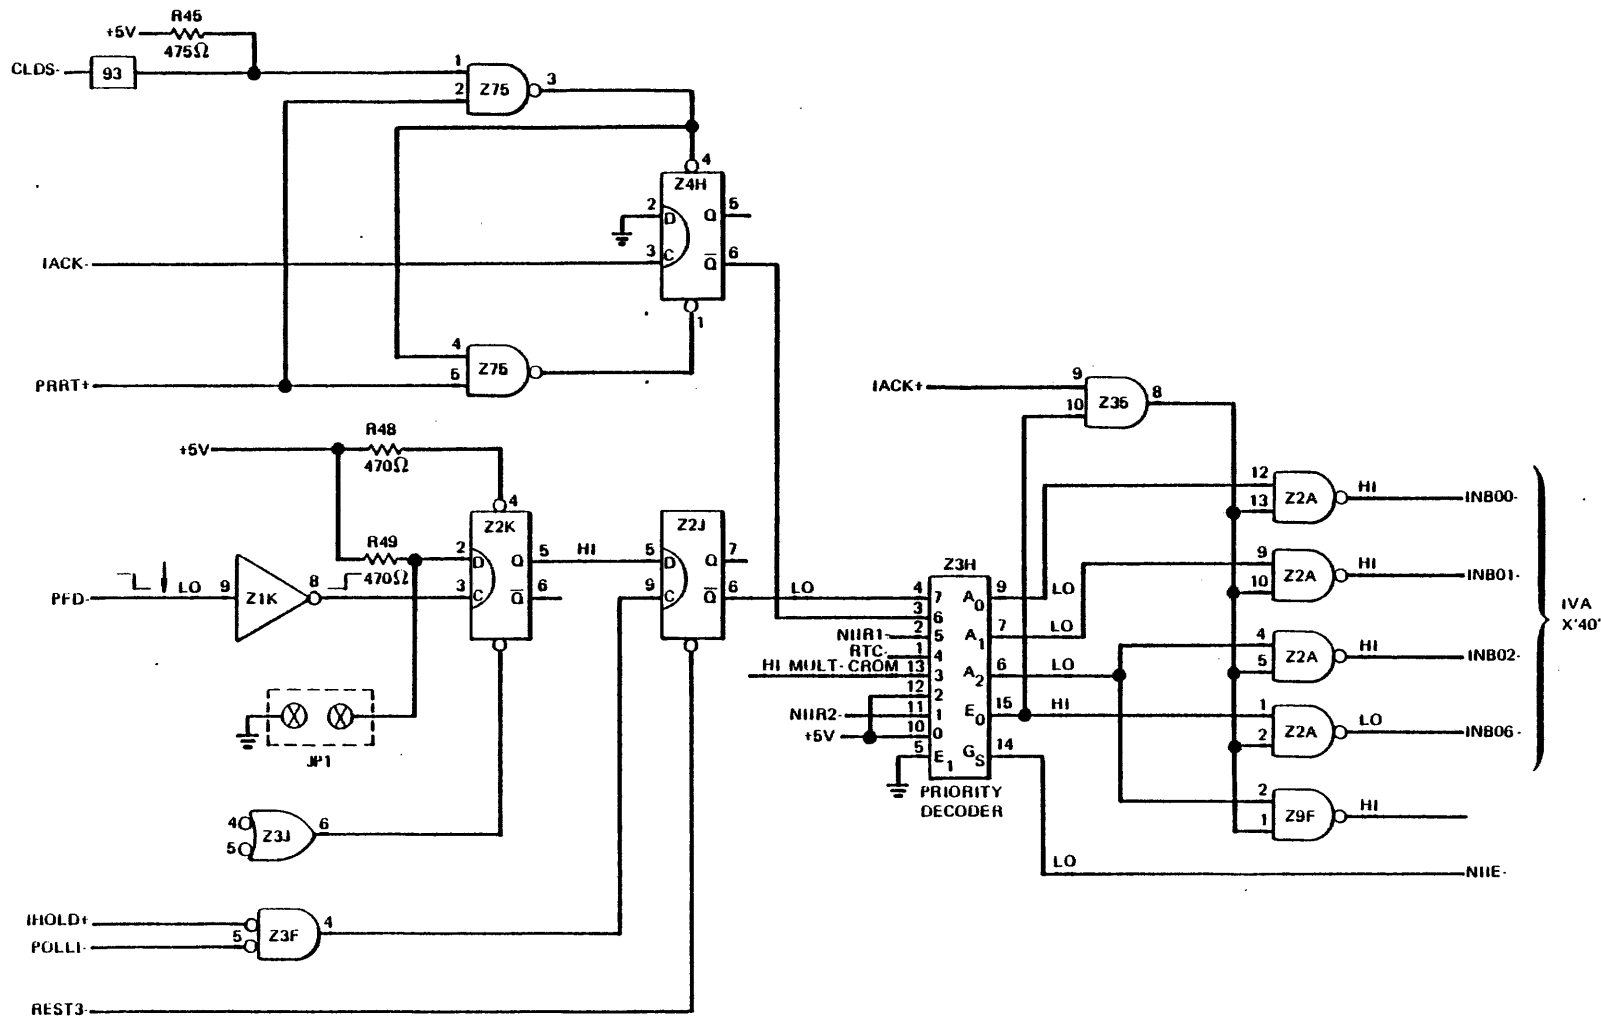 R45
+5V
475Ω
CLDS-
93
1
2
Z75
3
4
Z4H
2
D
Q
5
IACK-
3
C
Q̅
6
1
4
Z75
5
PRRT+
IACK+
9
10
Z35
8
R48
+5V
470Ω
4
Z2K
R49
470Ω
2
D
Q
5
HI
3
C
Q̅
6
Z2J
5
D
Q
7
9
C
Q̅
6
LO
PFD-
LO
9
Z1K
8
JP1
4
5
Z3J
6
IHOLD+
5
POLLI-
Z3F
4
REST3-
Z3H
4
7
A0
9
LO
3
6
NIIR1-
2
5
A1
7
LO
RTC-
1
4
HI MULT-CROM
13
3
A2
6
LO
12
2
NIIR2-
11
1
E0
15
HI
+5V
10
0
5
E1
GS
14
PRIORITY
DECODER
LO
12
13
Z2A
HI
INB00-
9
10
Z2A
HI
INB01-
4
5
Z2A
HI
INB02-
1
2
Z2A
LO
INB06-
2
1
Z9F
HI
NIIE-
IVA
X'40'